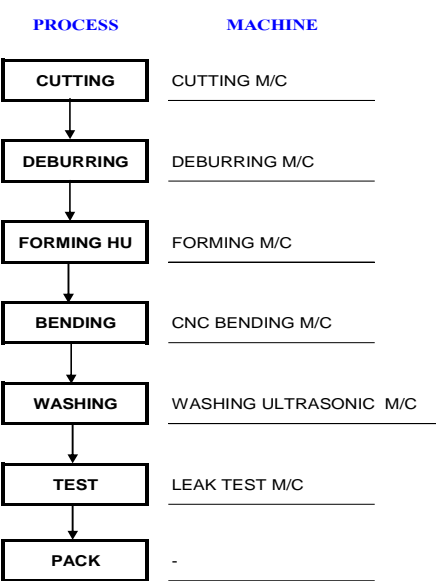 PROCESS MACHINE
CUTTING CUTTING M/C
DEBURRING DEBURRING M/C
FORMING HU FORMING M/C
BENDING CNC BENDING M/C
WASHING WASHING ULTRASONIC M/C
TEST LEAK TEST M/C
PACK -